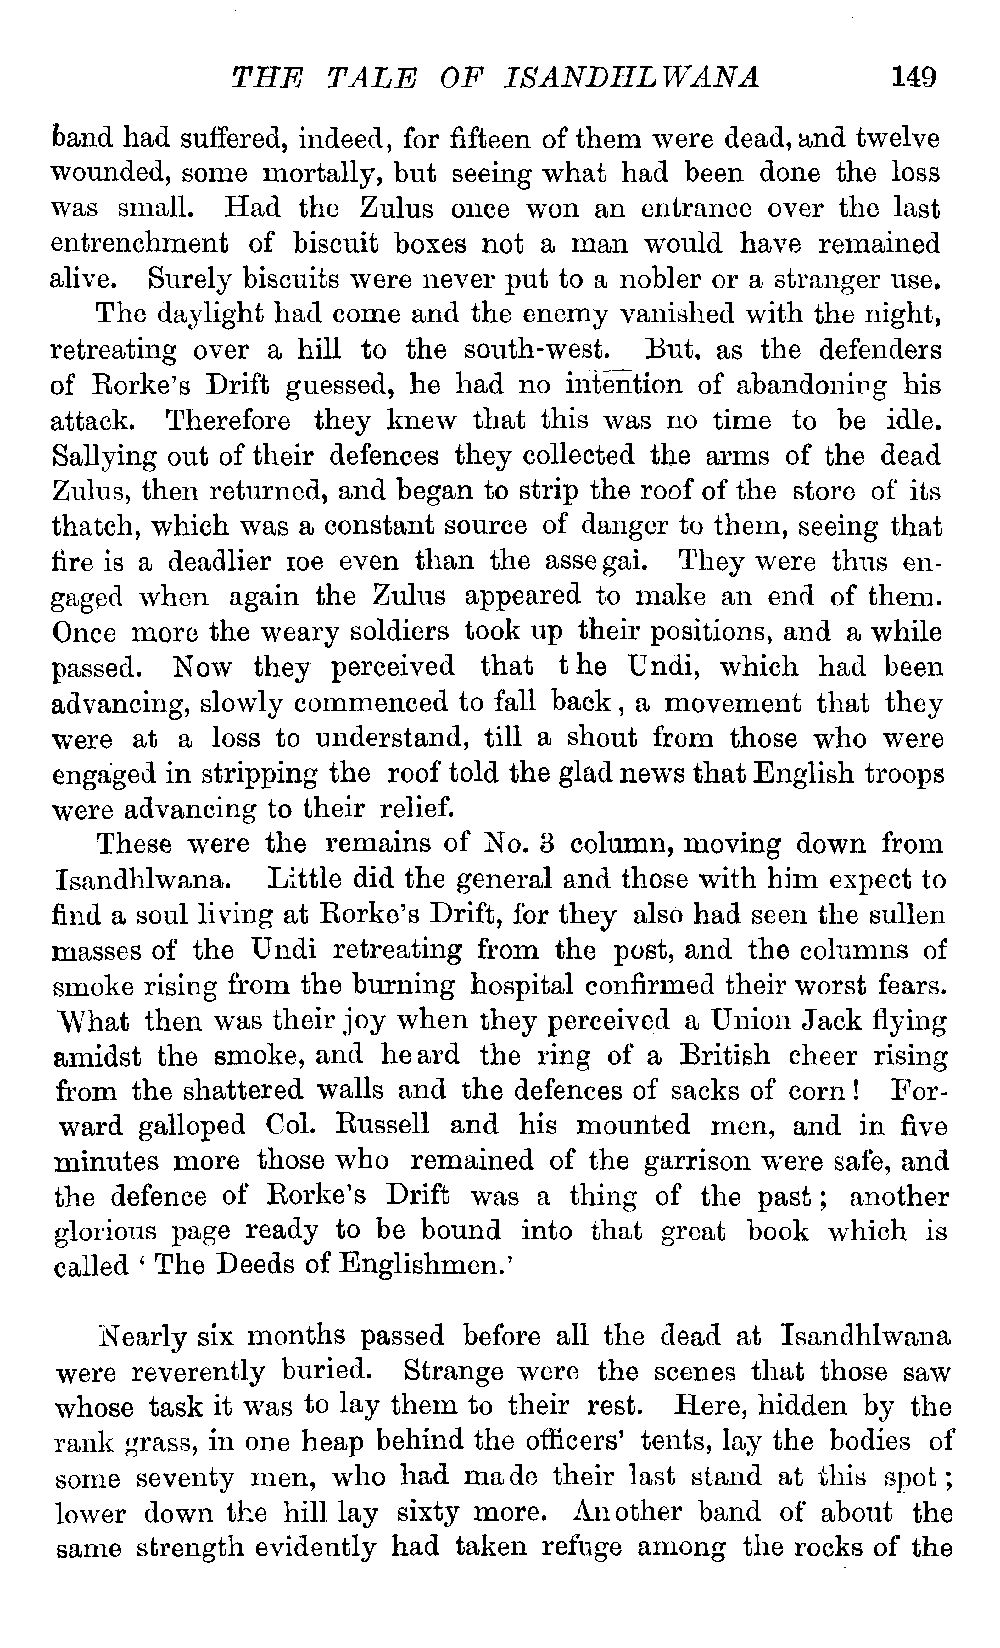 THE TALE OF ISANDHLWANA 149
band had suffered, indeed, for fifteen of them were dead, and twelve
wounded, some mortally, but seeing what had been done the loss
was small. Had the Zulus once won an entrance over the last
entrenchment of biscuit boxes not a man would have remained
alive. Surely biscuits were never put to a nobler or a stranger use.
The daylight had come and the enemy vanished with the night,
retreating over a hill to the south-west. But, as the defenders
of Rorke's Drift guessed, he had no intention of abandoning his
attack. Therefore they knew that this was no time to be idle.
Sallying out of their defences they collected the arms of the dead
Zulus, then returned, and began to strip the roof of the store of its
thatch, which was a constant source of danger to them, seeing that
fire is a deadlier foe even than the assegai. They were thus en-
gaged when again the Zulus appeared to make an end of them.
Once more the weary soldiers took up their positions, and a while
passed. Now they perceived that the Undi, which had been
advancing, slowly commenced to fall back, a movement that they
were at a loss to understand, till a shout from those who were
engaged in stripping the roof told the glad news that English troops
were advancing to their relief.
These were the remains of No. 3 column, moving down from
Isandhlwana. Little did the general and those with him expect to
find a soul living at Rorke's Drift, for they also had seen the sullen
masses of the Undi retreating from the post, and the columns of
smoke rising from the burning hospital confirmed their worst fears.
What then was their joy when they perceived a Union Jack flying
amidst the smoke, and heard the ring of a British cheer rising
from the shattered walls and the defences of sacks of corn! For-
ward galloped Col. Russell and his mounted men, and in five
minutes more those who remained of the garrison were safe, and
the defence of Rorke's Drift was a thing of the past; another
glorious page ready to be bound into that great book which is
called ‘The Deeds of Englishmen.’
Nearly six months passed before all the dead at Isandhlwana
were reverently buried. Strange were the scenes that those saw
whose task it was to lay them to their rest. Here, hidden by the
rank grass, in one heap behind the officers' tents, lay the bodies of
some seventy men, who had made their last stand at this spot;
lower down the hill lay sixty more. Another band of about the
same strength evidently had taken refuge among the rocks of the